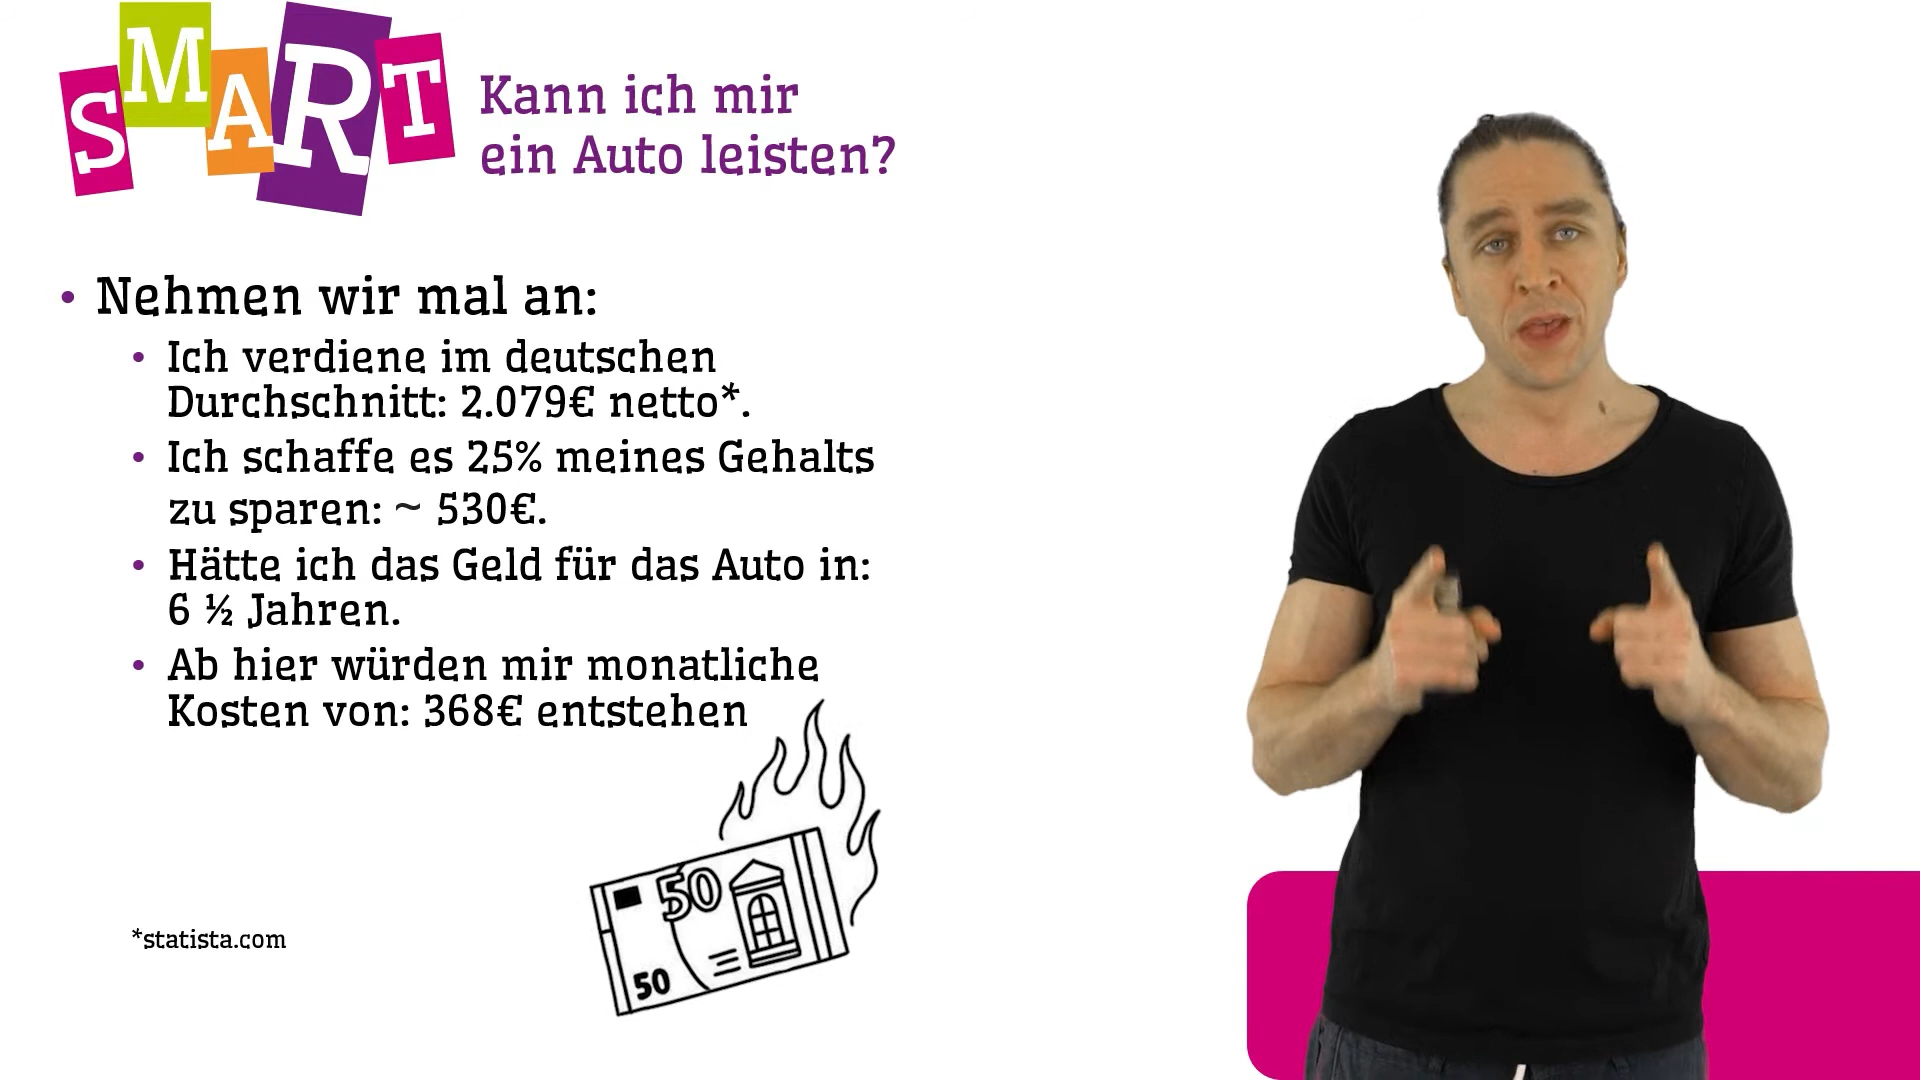 SMART
Kann ich mir
ein Auto leisten?
• Nehmen wir mal an:
• Ich verdiene im deutschen
Durchschnitt: 2.079€ netto*.
• Ich schaffe es 25% meines Gehalts
zu sparen: ~ 530€.
• Hätte ich das Geld für das Auto in:
6 ½ Jahren.
• Ab hier würden mir monatliche
Kosten von: 368€ entstehen
50
50
*statista.com